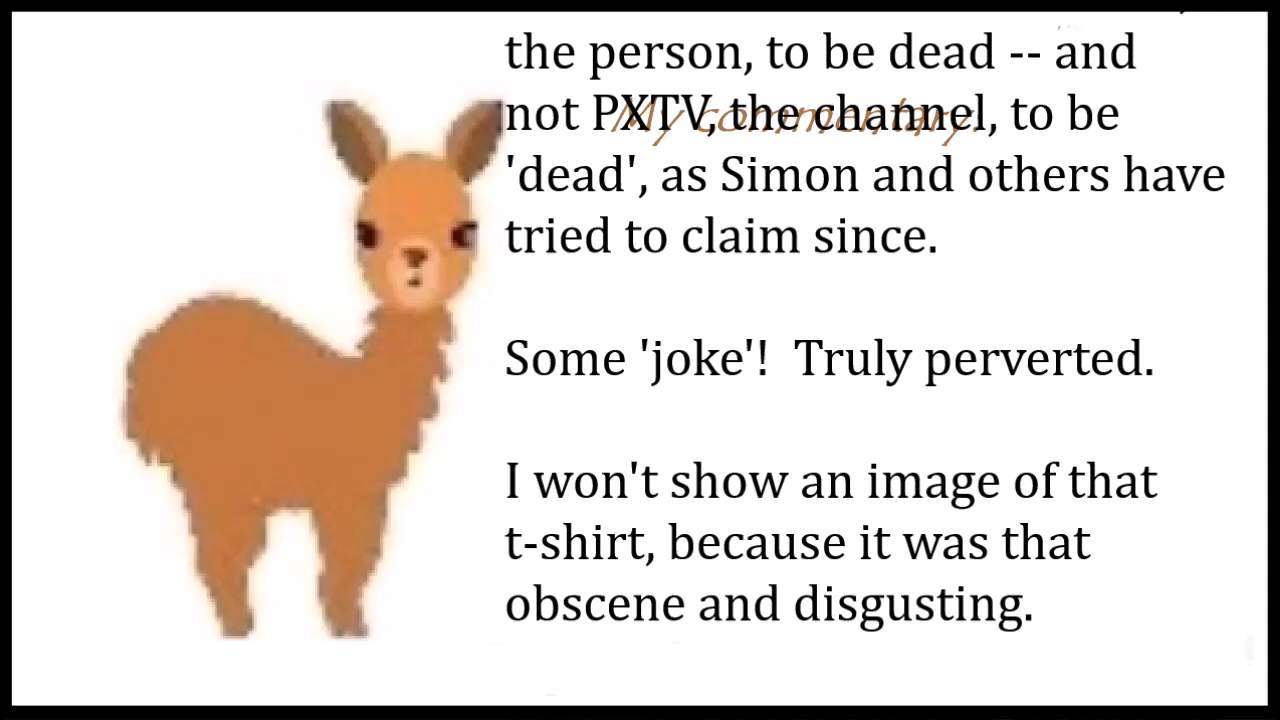 the person, to be dead -- and
not PXTV, the channel, to be
My commentary.
'dead', as Simon and others have
tried to claim since.
Some 'joke'!  Truly perverted.
I won't show an image of that
t-shirt, because it was that
obscene and disgusting.